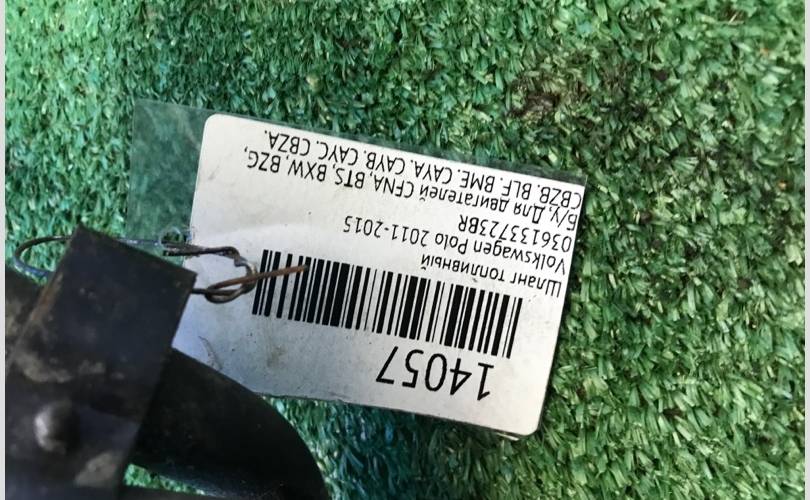 14057
Шланг топливный
Volkswagen Polo 2011-2015
036133723BR
Б/у, Для двигателей CFNA, BTS, BXW, BZG,
CBZB. BLF. BME. CAYA. CAYB. CAYC. CBZA.